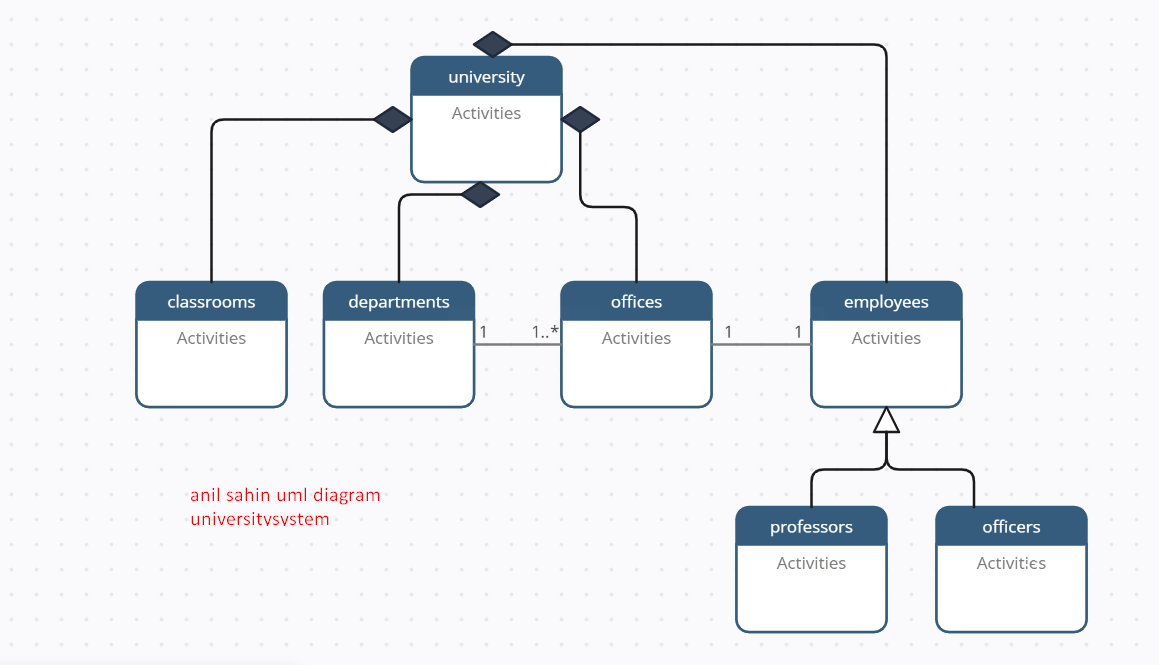 university
Activities
classrooms
departments
offices
employees
Activities
Activities
1
1..*
Activities
1
1
Activities
anil sahin uml diagram
universitysystem
professors
officers
Activities
Activities